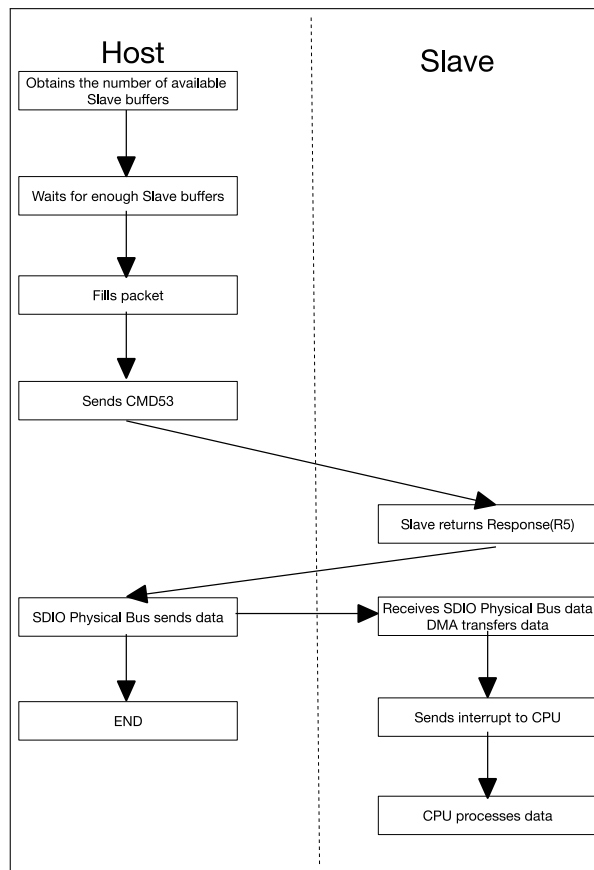 Host
Slave
Obtains the number of available
Slave buffers
Waits for enough Slave buffers
Fills packet
Sends CMD53
Slave returns Response(R5)
SDIO Physical Bus sends data
Receives SDIO Physical Bus data
DMA transfers data
END
Sends interrupt to CPU
CPU processes data